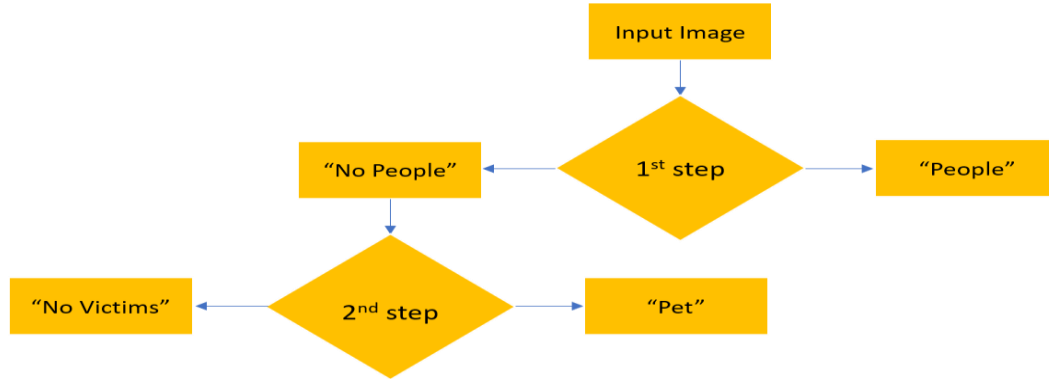 Input Image
“No People”
1st step
“People”
“No Victims”
2nd step
“Pet”